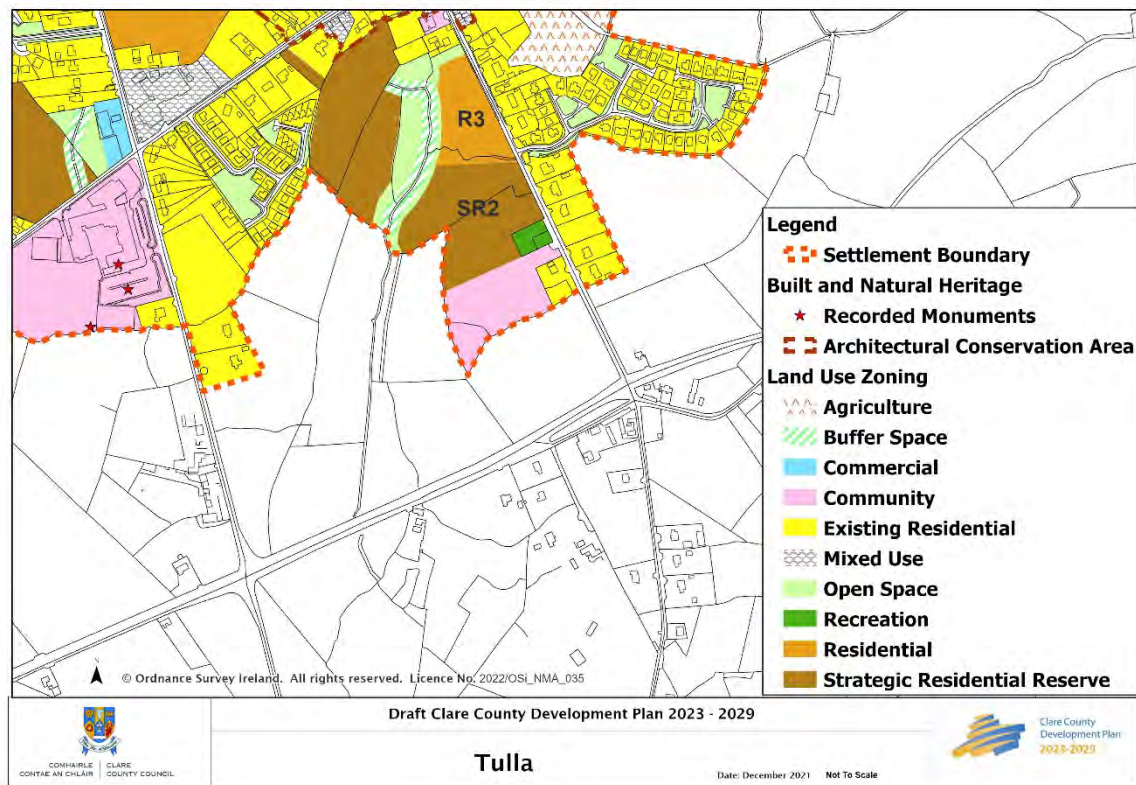 R3
SR2
Legend
Settlement Boundary
Built and Natural Heritage
Recorded Monuments
Architectural Conservation Area
Land Use Zoning
Agriculture
Buffer Space
Commercial
Community
Existing Residential
Mixed Use
Open Space
Recreation
Residential
Strategic Residential Reserve
N
© Ordnance Survey Ireland. All rights reserved. Licence No. 2022/OSi_NMA_035
Draft Clare County Development Plan 2023 - 2029
Tulla
Date: December 2021 Not To Scale
COMHAIRLE CLARE
CONTAE AN CHLÁIR COUNTY COUNCIL
Clare County
Development Plan
2023-2029